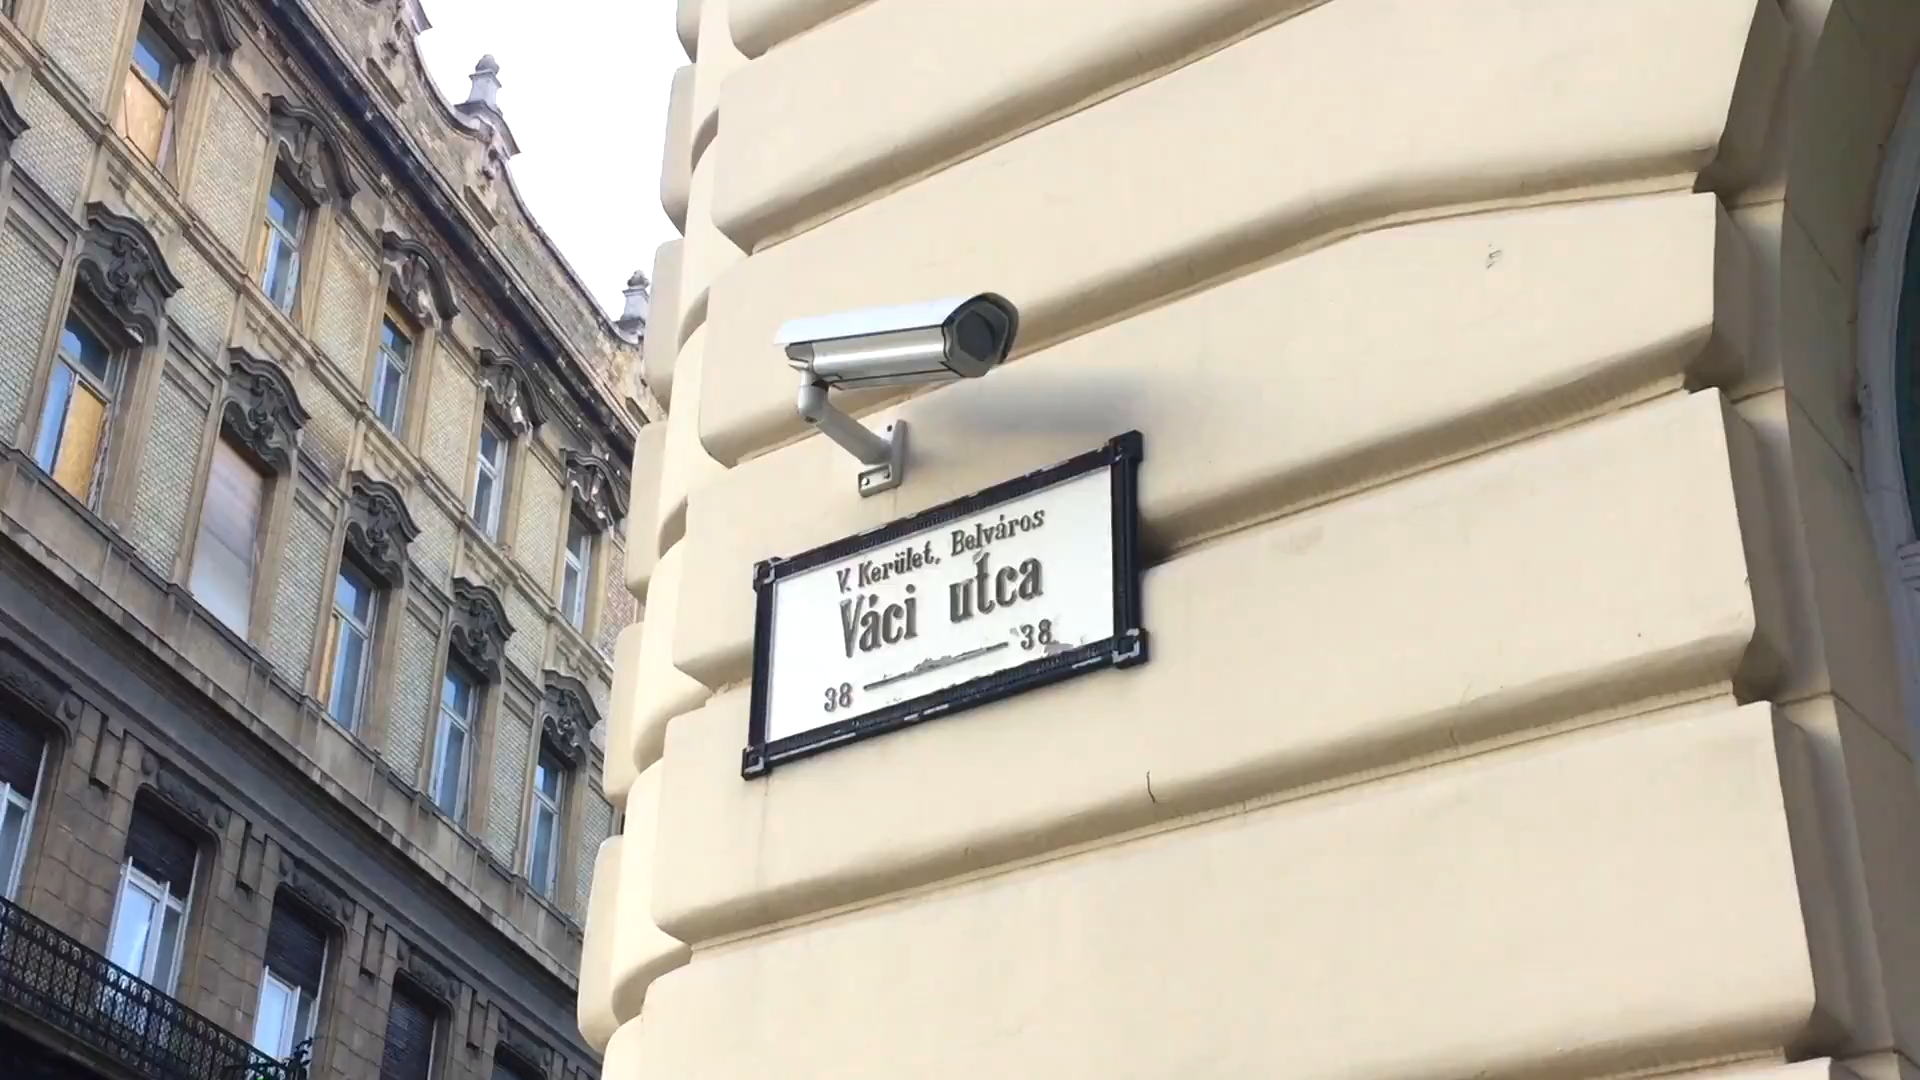 V. Kerület, Belváros
Váci utca
38 — 38